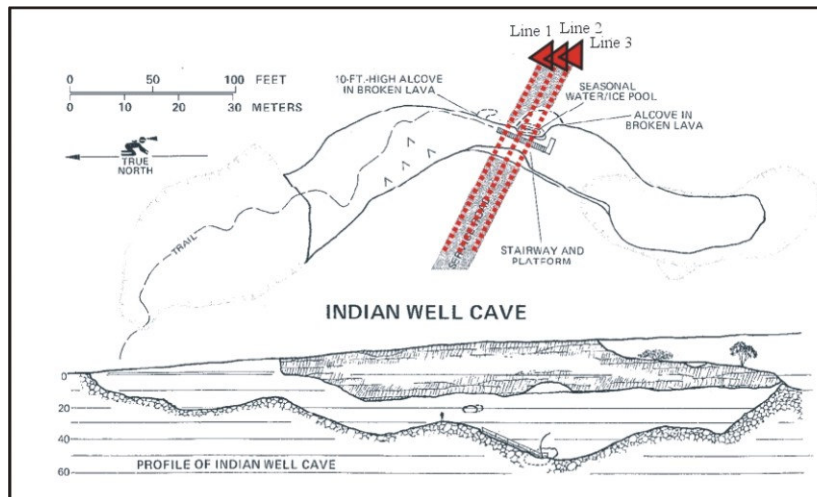 Line 1
Line 2
Line 3
0 50 100 FEET
0 10 20 30 METERS
10-FT.-HIGH ALCOVE
IN BROKEN LAVA
SEASONAL
WATER/ICE POOL
ALCOVE IN
BROKEN LAVA
TRUE
NORTH
TRAIL
STAIRWAY AND
PLATFORM
INDIAN WELL CAVE
0
20
40
60
PROFILE OF INDIAN WELL CAVE